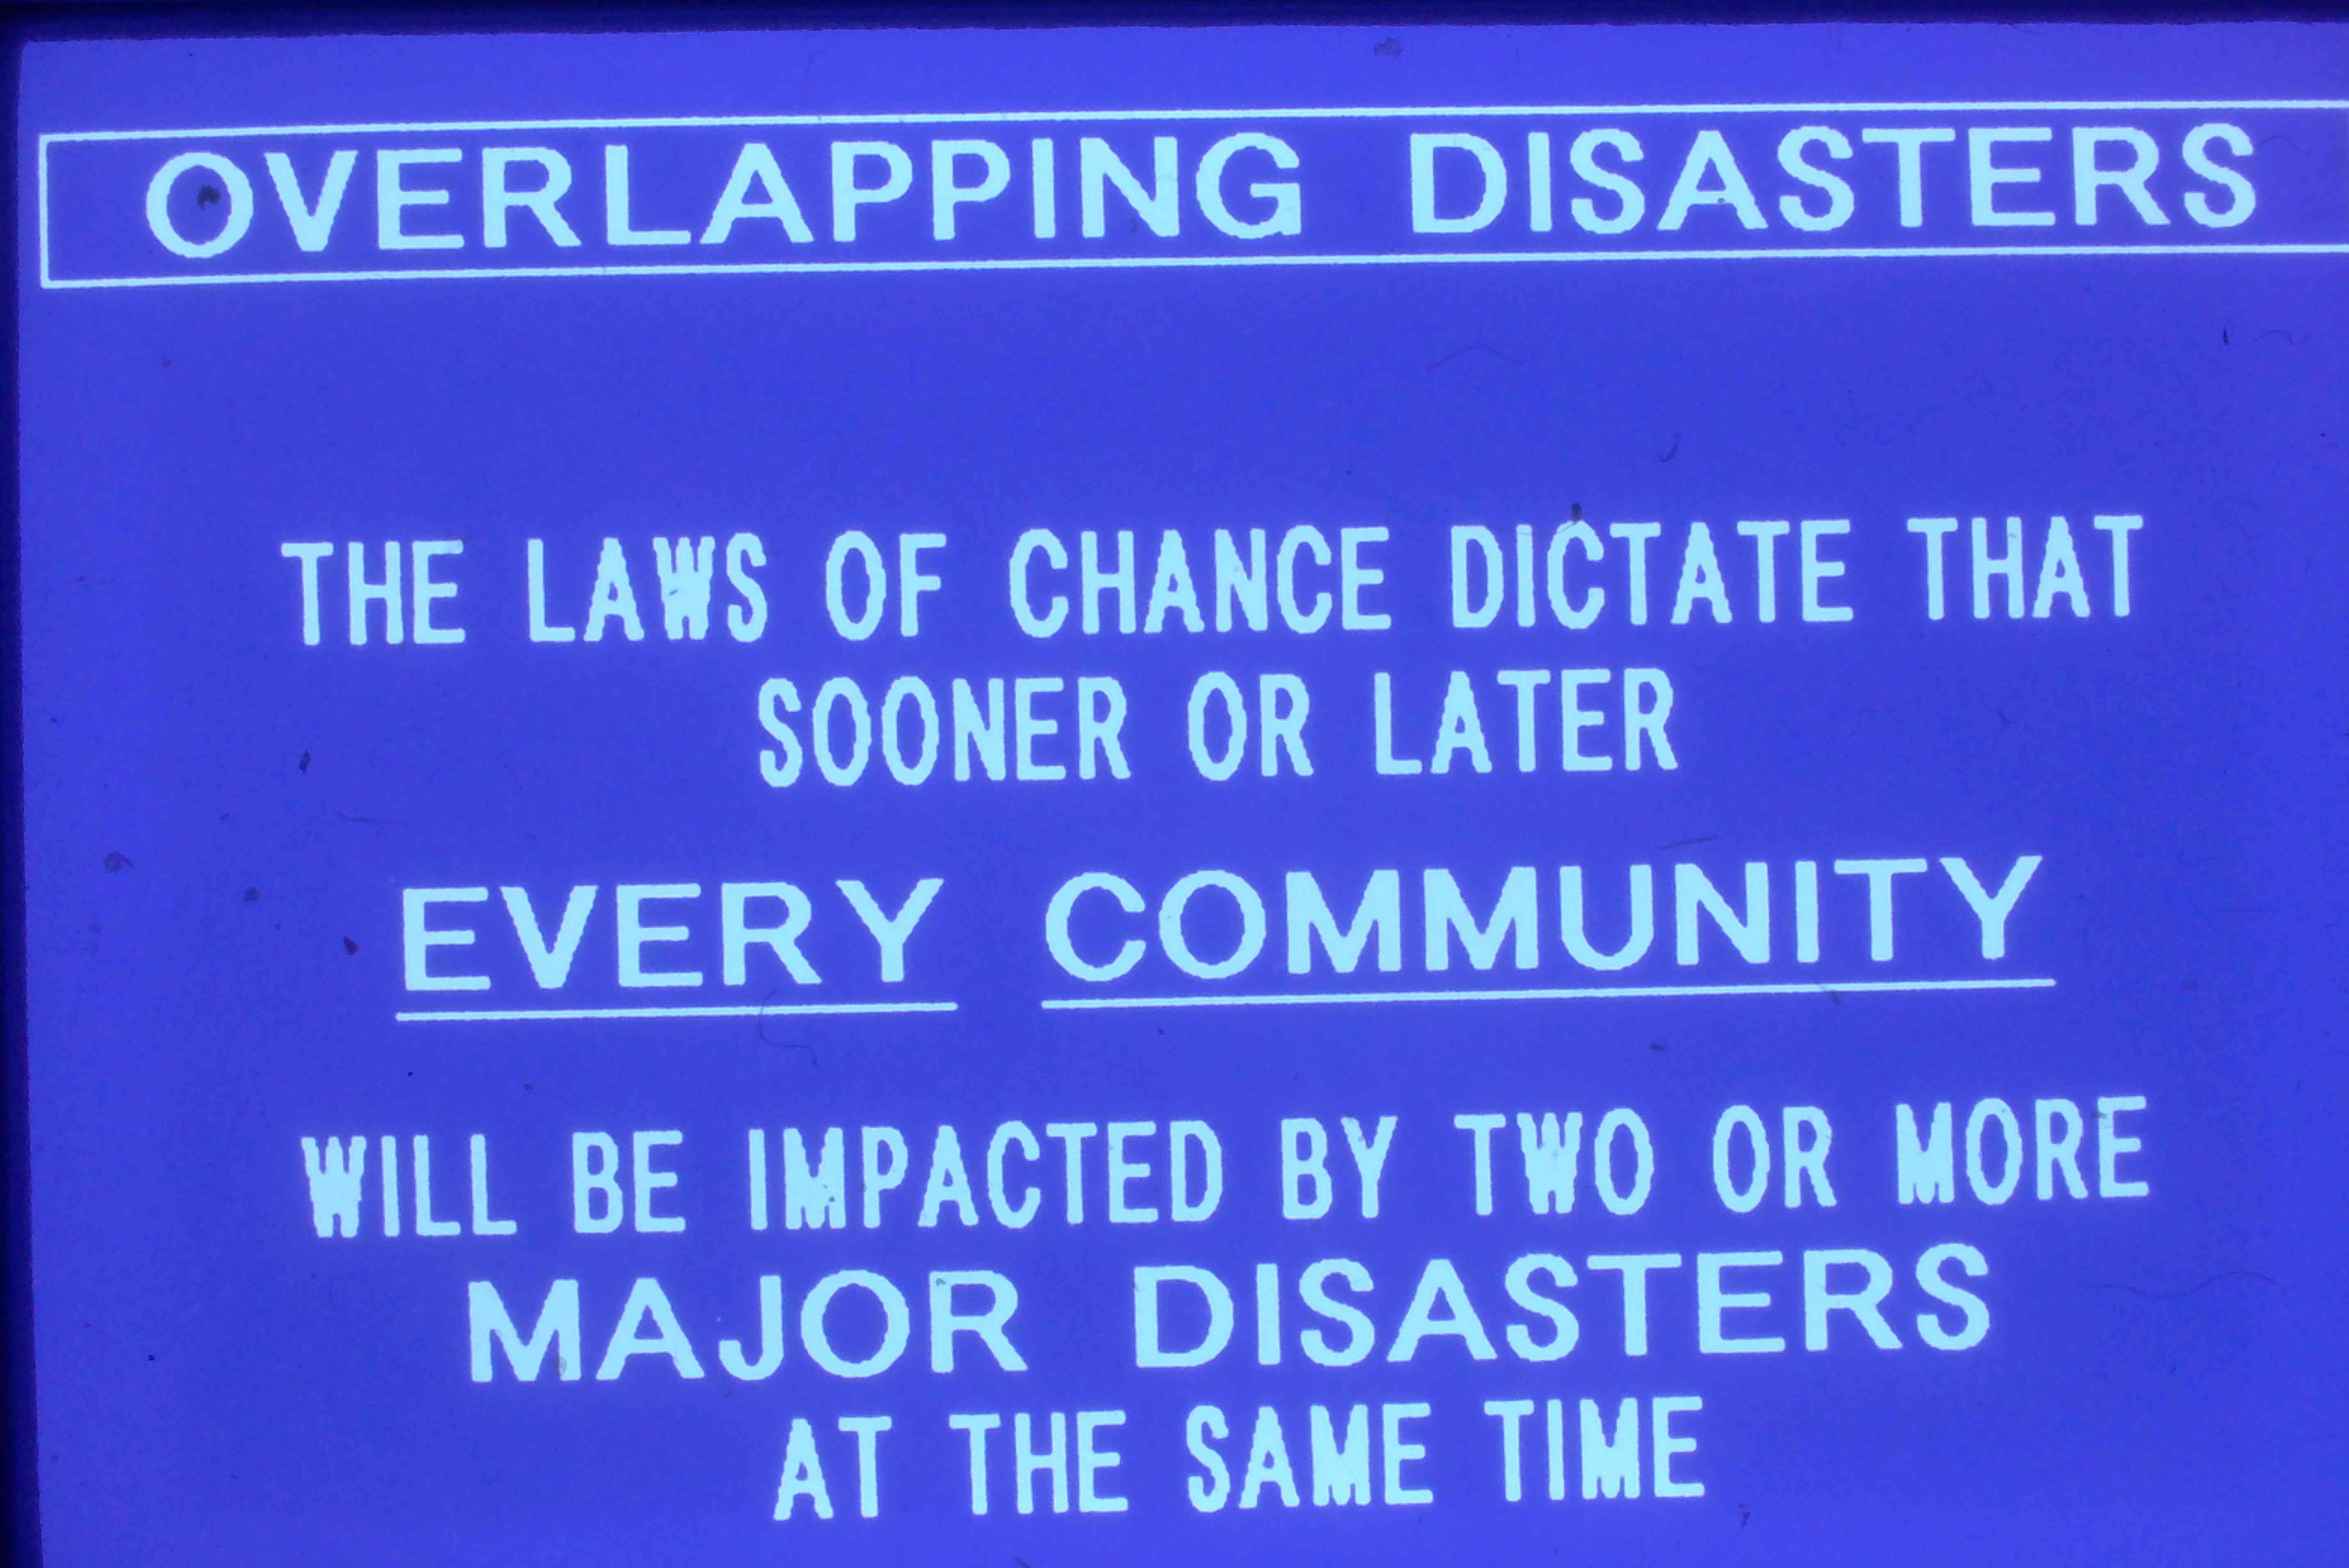 OVERLAPPING DISASTERS
THE LAWS OF CHANCE DICTATE THAT
SOONER OR LATER
EVERY COMMUNITY
WILL BE IMPACTED BY TWO OR MORE
MAJOR DISASTERS
AT THE SAME TIME